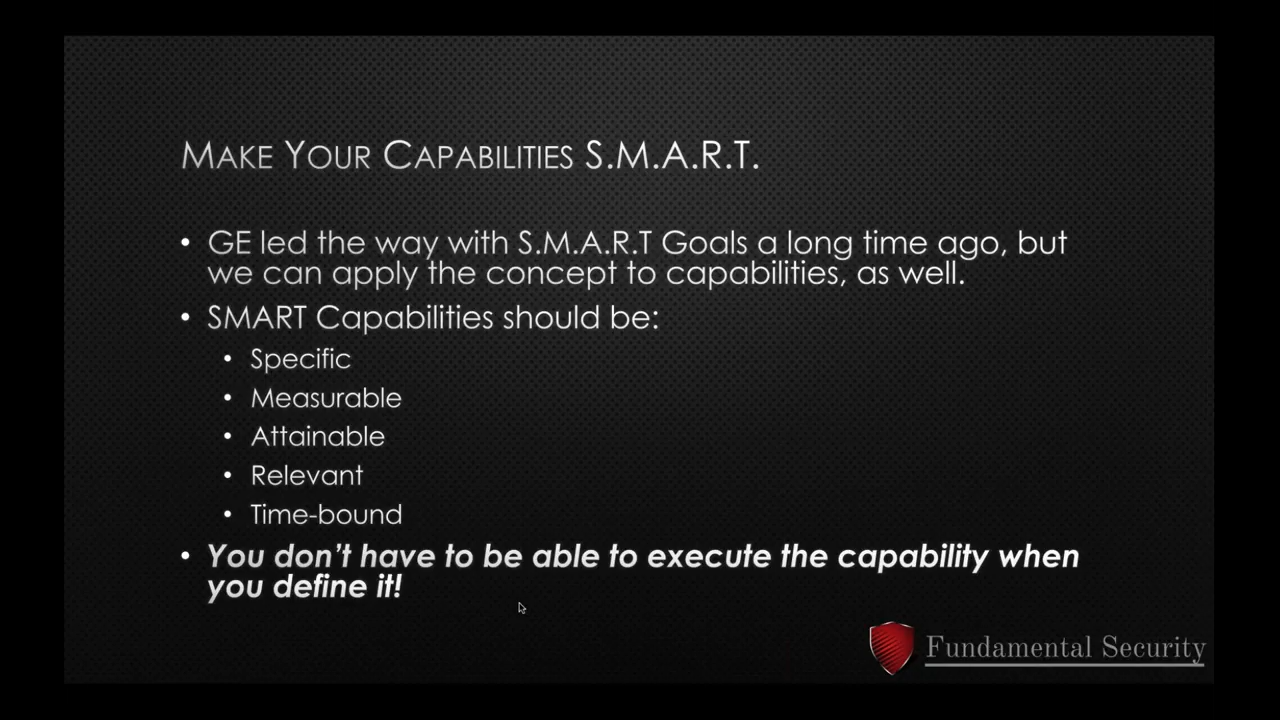 Make Your Capabilities S.M.A.R.T.
• GE led the way with S.M.A.R.T Goals a long time ago, but
we can apply the concept to capabilities, as well.
• SMART Capabilities should be:
• Specific
• Measurable
• Attainable
• Relevant
• Time-bound
• You don't have to be able to execute the capability when
you define it!
Fundamental Security